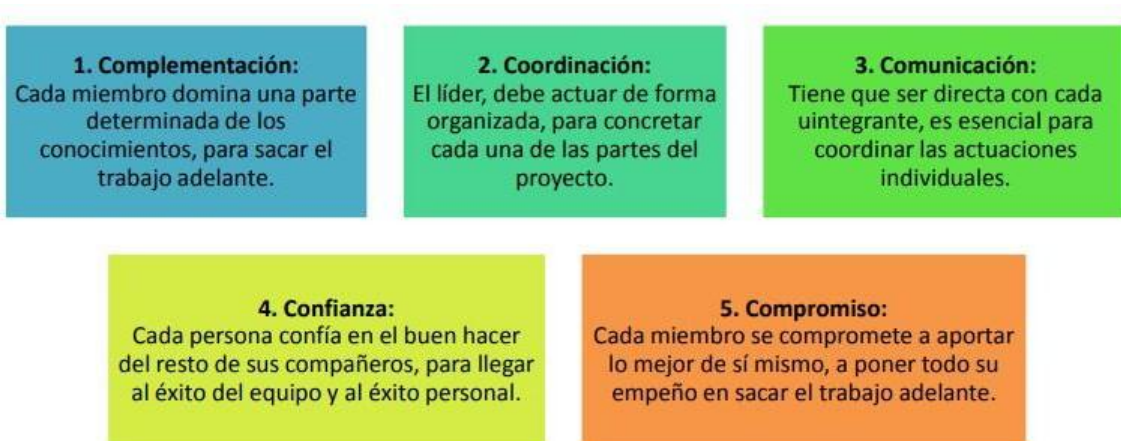 1. Complementación:
Cada miembro domina una parte
determinada de los
conocimientos, para sacar el
trabajo adelante.
2. Coordinación:
El líder, debe actuar de forma
organizada, para concretar
cada una de las partes del
proyecto.
3. Comunicación:
Tiene que ser directa con cada
uintegrante, es esencial para
coordinar las actuaciones
individuales.
4. Confianza:
Cada persona confía en el buen hacer
del resto de sus compañeros, para llegar
al éxito del equipo y al éxito personal.
5. Compromiso:
Cada miembro se compromete a aportar
lo mejor de sí mismo, a poner todo su
empeño en sacar el trabajo adelante.